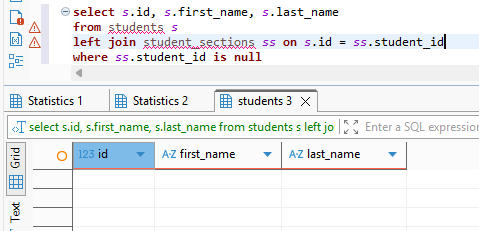 select s.id, s.first_name, s.last_name
from students s
left join student_sections ss on s.id = ss.student_id
where ss.student_id is null
Statistics 1
Statistics 2
students 3
select s.id, s.first_name, s.last_name from students s left jo
Enter a SQL expression
Grid
123 id
A-Z first_name
A-Z last_name
Text